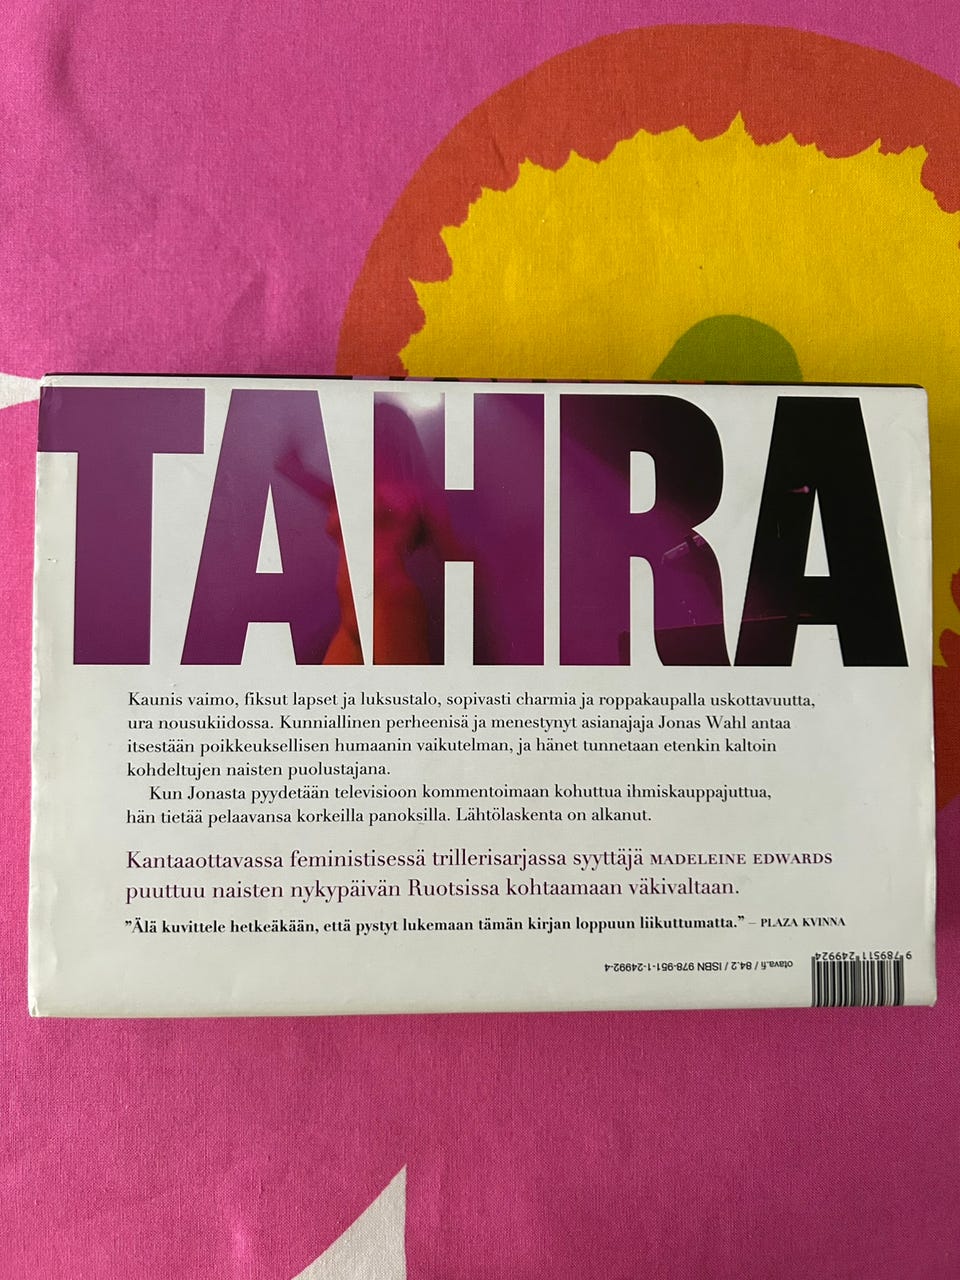 TAHRA
Kaunis vaimo, fiksut lapset ja luksustalo, sopivasti charmia ja roppakaupalla uskottavuutta,
ura nousukiidossa. Kunniallinen perheenisä ja menestynyt asianajaja Jonas Wahl antaa
itsestään poikkeuksellisen humaanin vaikutelman, ja hänet tunnetaan etenkin kaltoin
kohdeltujen naisten puolustajana.
Kun Jonasta pyydetään televisioon kommentoimaan kohuttua ihmiskauppajuttua,
hän tietää pelaavansa korkeilla panoksilla. Lähtölaskenta on alkanut.
Kantaaottavassa feministisessä trillerisarjassa syyttäjä MADELEINE EDWARDS
puuttuu naisten nykypäivän Ruotsissa kohtaamaan väkivaltaan.
”Älä kuvittele hetkeäkään, että pystyt lukemaan tämän kirjan loppuun liikuttumatta.” – PLAZA KVINNA
otava.fi / 84.2 / ISBN 978-951-1-24992-4
9 789511 249924